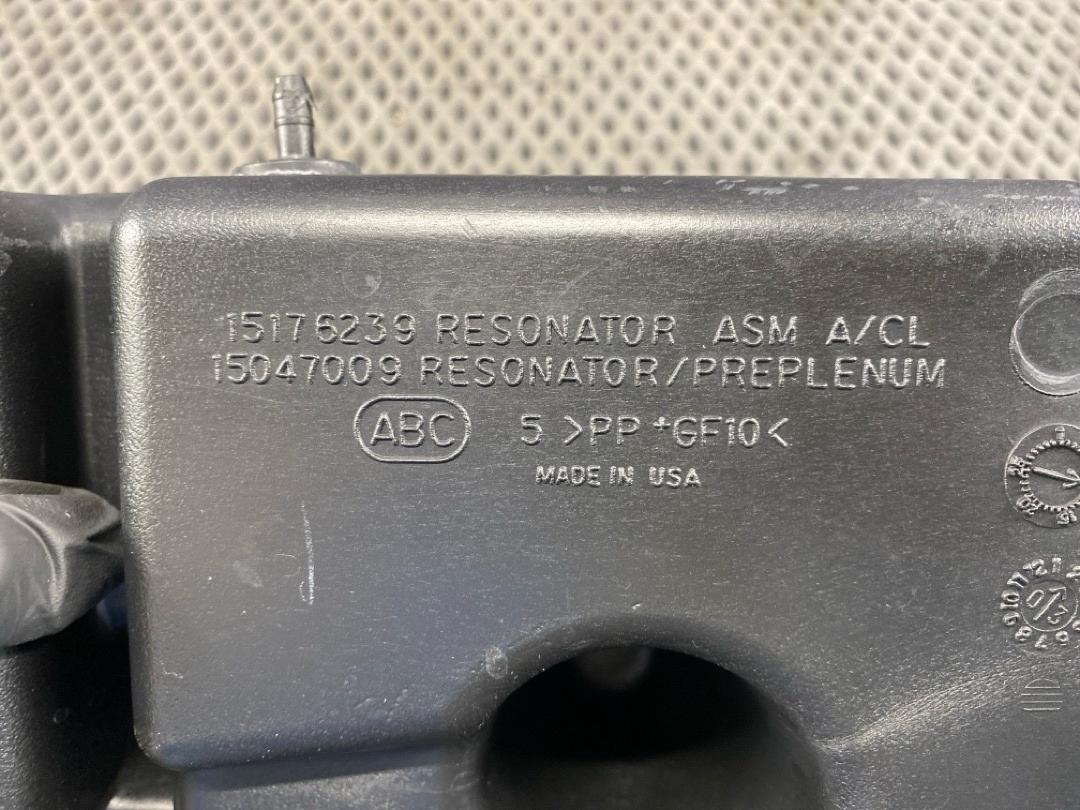 15176239 RESONATOR ASM A/CL
15047009 RESONATOR/PREPLENUM
ABC 5 >PP+GF10<
MADE IN USA